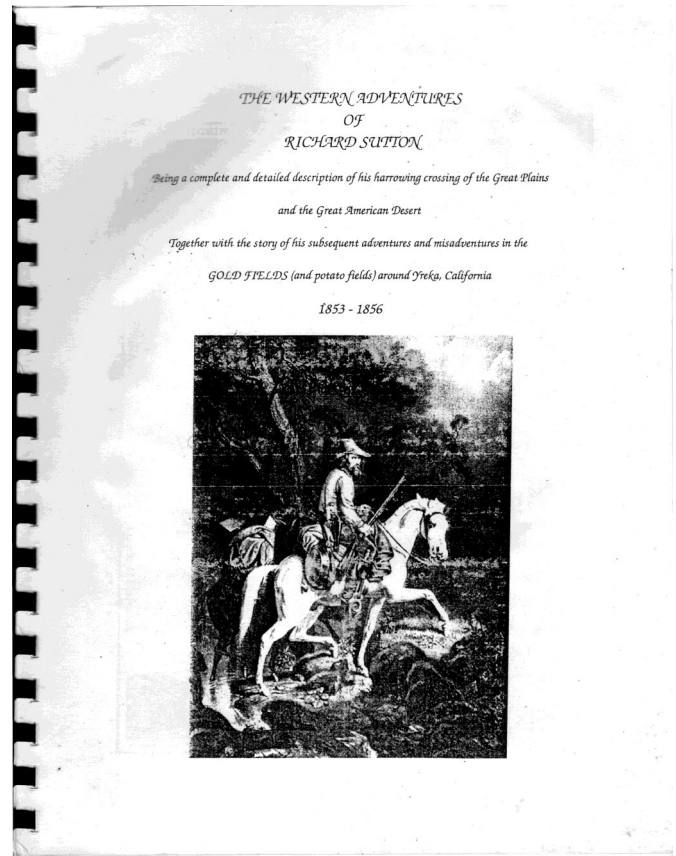 THE WESTERN ADVENTURES
OF
RICHARD SUTTON
Being a complete and detailed description of his harrowing crossing of the Great Plains
and the Great American Desert
Together with the story of his subsequent adventures and misadventures in the
GOLD FIELDS (and potato fields) around Yreka, California
1853 - 1856